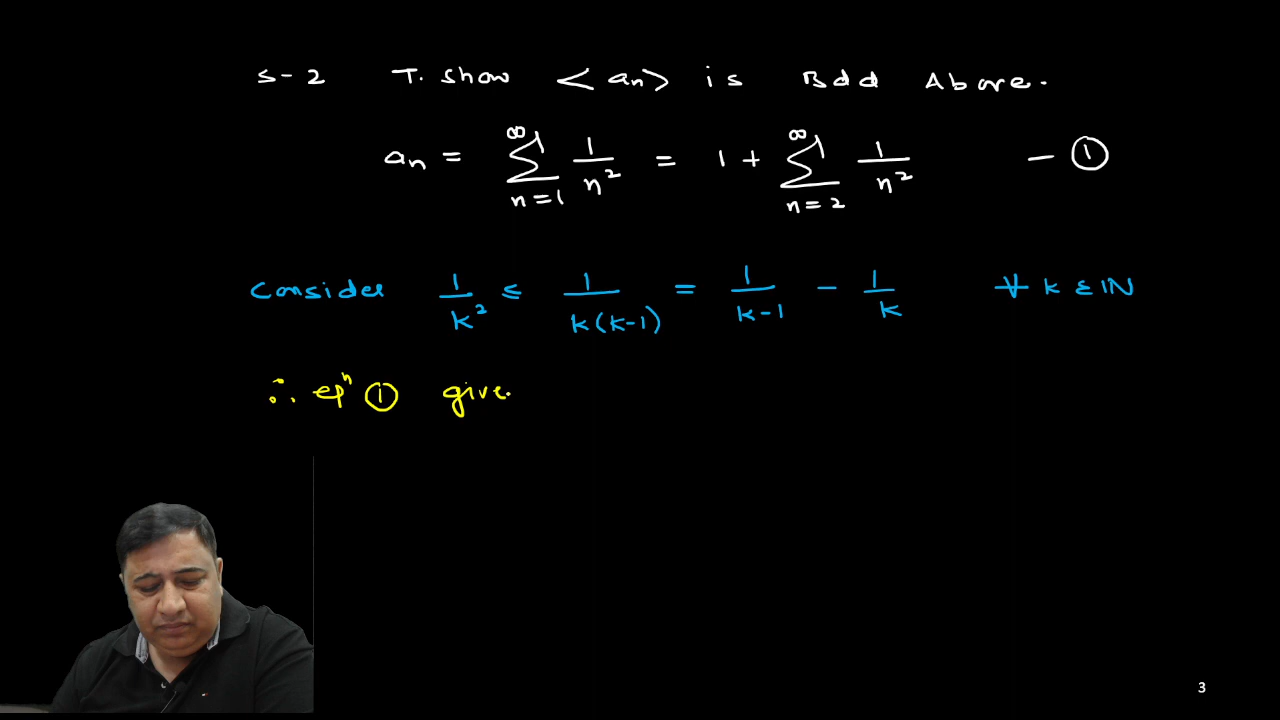 S-2 T. show <an> is Bdd Above.
an = ∞ Σ n=1 1/n² = 1 + ∞ Σ n=2 1/n² — ①
Consider 1/k² ≤ 1/k(k-1) = 1/k-1 - 1/k ∀ k ε IN
∴ eqⁿ ① give
3